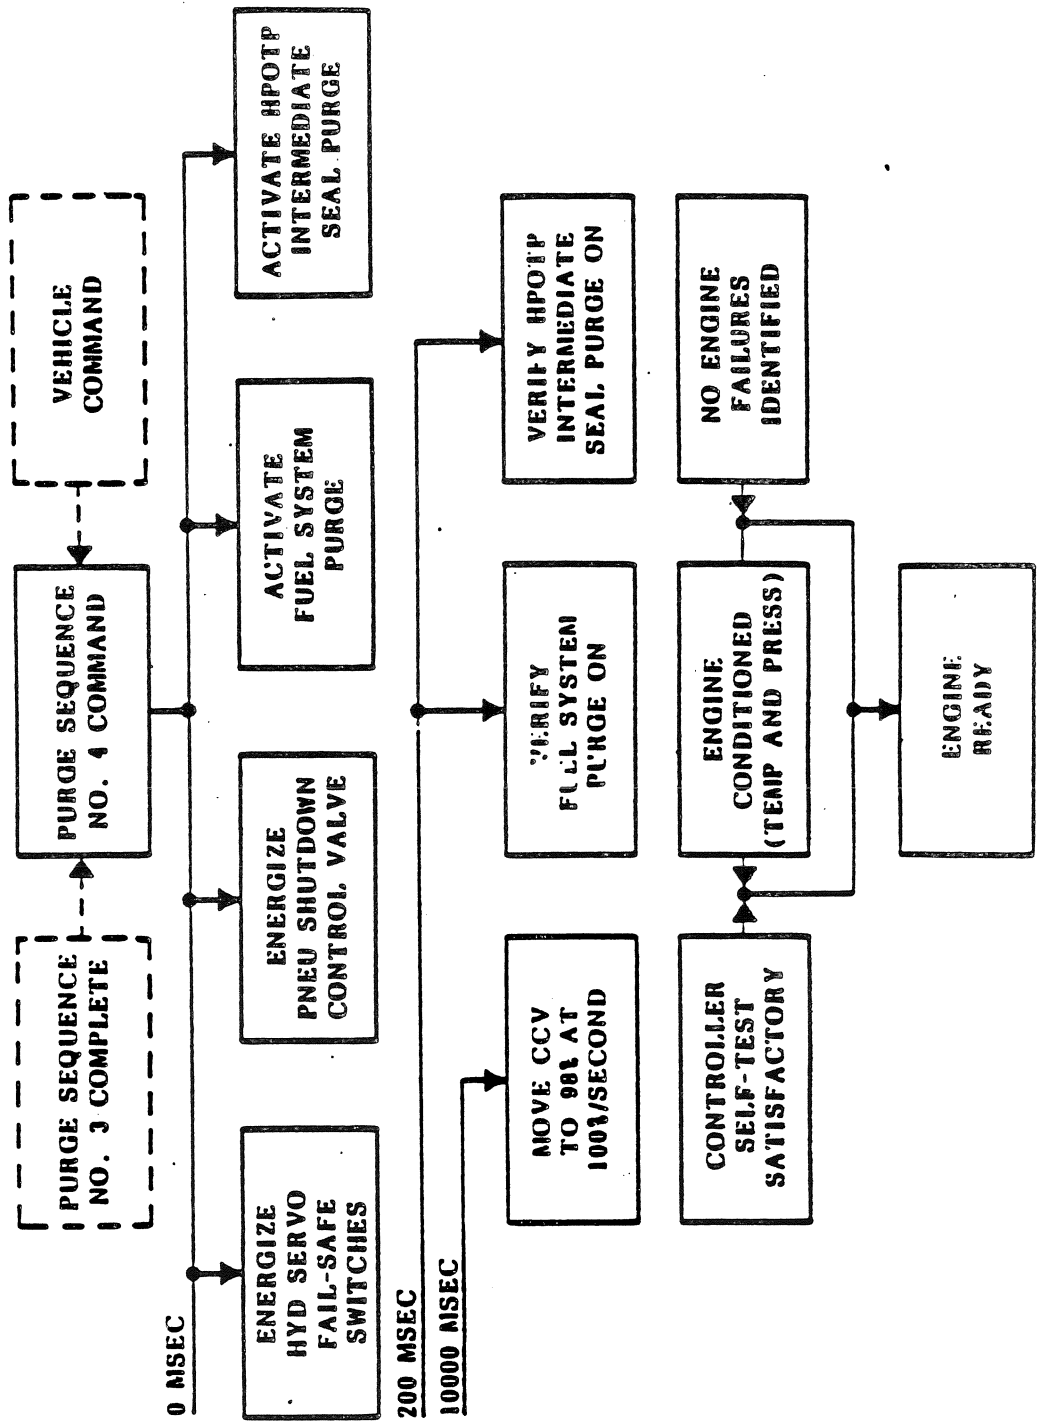 PURGE SEQUENCE
NO. 3 COMPLETE
PURGE SEQUENCE
NO. 4 COMMAND
VEHICLE
COMMAND
0 MSEC
ENERGIZE
HYD SERVO
FAIL-SAFE
SWITCHES
ENERGIZE
PNEU SHUTDOWN
CONTROL VALVE
ACTIVATE
FUEL SYSTEM
PURGE
ACTIVATE HPOTP
INTERMEDIATE
SEAL PURGE
200 MSEC
10000 MSEC
MOVE CCV
TO 98% AT
100%/SECOND
VERIFY
FUEL SYSTEM
PURGE ON
VERIFY HPOTP
INTERMEDIATE
SEAL PURGE ON
CONTROLLER
SELF-TEST
SATISFACTORY
ENGINE
CONDITIONED
(TEMP AND PRESS)
NO ENGINE
FAILURES
IDENTIFIED
ENGINE
READY